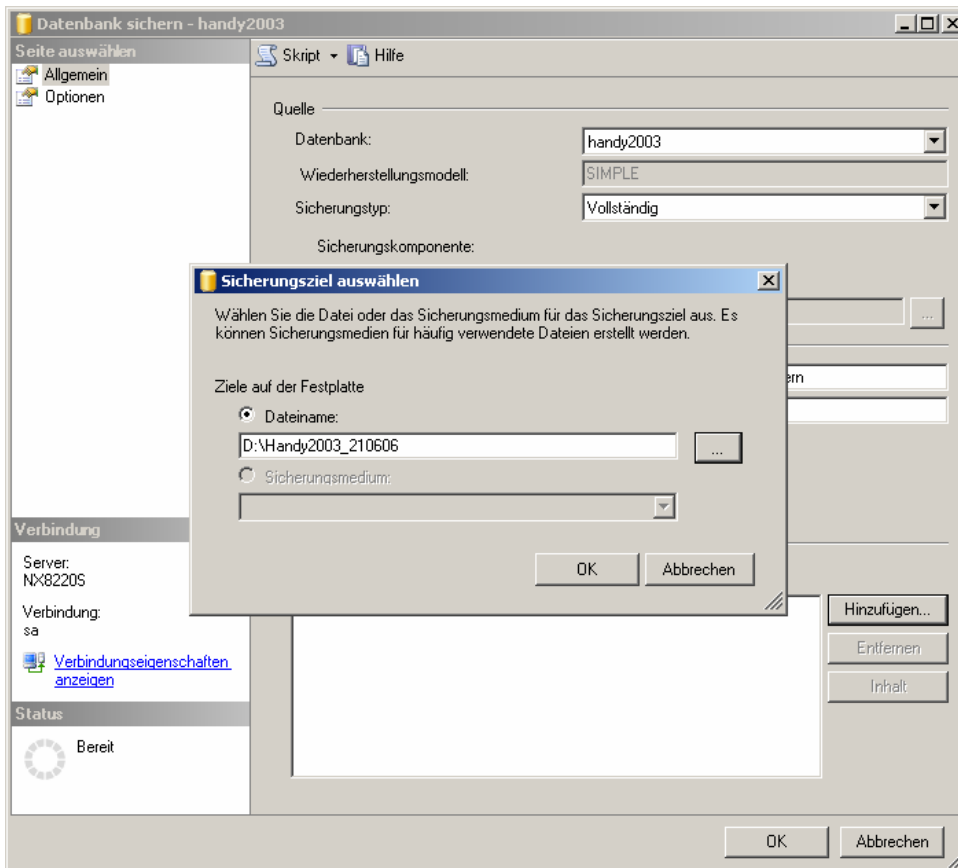 Datenbank sichern - handy2003
Seite auswählen
Allgemein
Optionen
Skript
Hilfe
Quelle
Datenbank:
handy2003
Wiederherstellungsmodell:
SIMPLE
Sicherungstyp:
Vollständig
Sicherungskomponente:
...
Sicherungsziel auswählen
Wählen Sie die Datei oder das Sicherungsmedium für das Sicherungsziel aus. Es
können Sicherungsmedien für häufig verwendete Dateien erstellt werden.
Ziele auf der Festplatte
Dateiname:
D:\Handy2003_210606
...
Sicherungsmedium:
OK
Abbrechen
Verbindung
Server:
NX8220S
Verbindung:
sa
Verbindungseigenschaften
anzeigen
Status
Bereit
Hinzufügen...
Entfernen
Inhalt
OK
Abbrechen